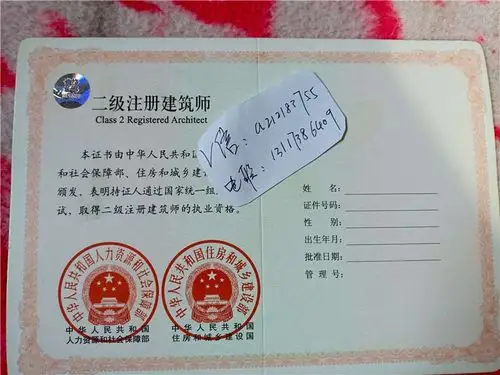 二级注册建筑师
Class 2 Registered Architect
本证书由中华人民共和国
和社会保障部、住房和城乡建
颁发，表明持证人通过国家统一组
试，取得二级注册建筑师的执业资格。
V信：a212183755
电联：13117386409
姓 名：
证件号码：
性 别：
出生年月：
批准日期：
管 理 号：
中华人民共和国人力资源和社会保障部
中华人民共和国住房和城乡建设部
中 华 人 民 共 和 国
人力资源和社会保障部
中 华 人 民 共 和 国
住房和城乡建设国